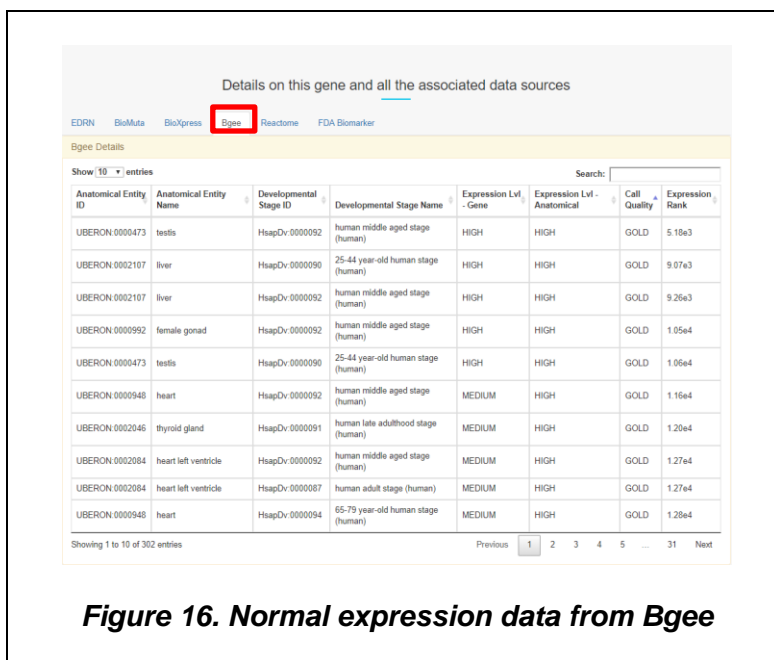 Details on this gene and all the associated data sources
EDRN BioMuta BioXpress Bgee Reactome FDA Biomarker
Bgee Details
Show 10 entries Search:
Anatomical Entity ID Anatomical Entity Name Developmental Stage ID Developmental Stage Name Expression Lvl - Gene Expression Lvl - Anatomical Call Quality Expression Rank
UBERON:0000473 testis HsapDv:0000092 human middle aged stage (human) HIGH HIGH GOLD 5.18e3
UBERON:0002107 liver HsapDv:0000090 25-44 year-old human stage (human) HIGH HIGH GOLD 9.07e3
UBERON:0002107 liver HsapDv:0000092 human middle aged stage (human) HIGH HIGH GOLD 9.26e3
UBERON:0000992 female gonad HsapDv:0000092 human middle aged stage (human) HIGH HIGH GOLD 1.05e4
UBERON:0000473 testis HsapDv:0000090 25-44 year-old human stage (human) HIGH HIGH GOLD 1.06e4
UBERON:0000948 heart HsapDv:0000092 human middle aged stage (human) MEDIUM HIGH GOLD 1.16e4
UBERON:0002046 thyroid gland HsapDv:0000091 human late adulthood stage (human) MEDIUM HIGH GOLD 1.20e4
UBERON:0002084 heart left ventricle HsapDv:0000092 human middle aged stage (human) MEDIUM HIGH GOLD 1.27e4
UBERON:0002084 heart left ventricle HsapDv:0000087 human adult stage (human) MEDIUM HIGH GOLD 1.27e4
UBERON:0000948 heart HsapDv:0000094 65-79 year-old human stage (human) MEDIUM HIGH GOLD 1.28e4
Showing 1 to 10 of 302 entries Previous 1 2 3 4 5 ... 31 Next
Figure 16. Normal expression data from Bgee